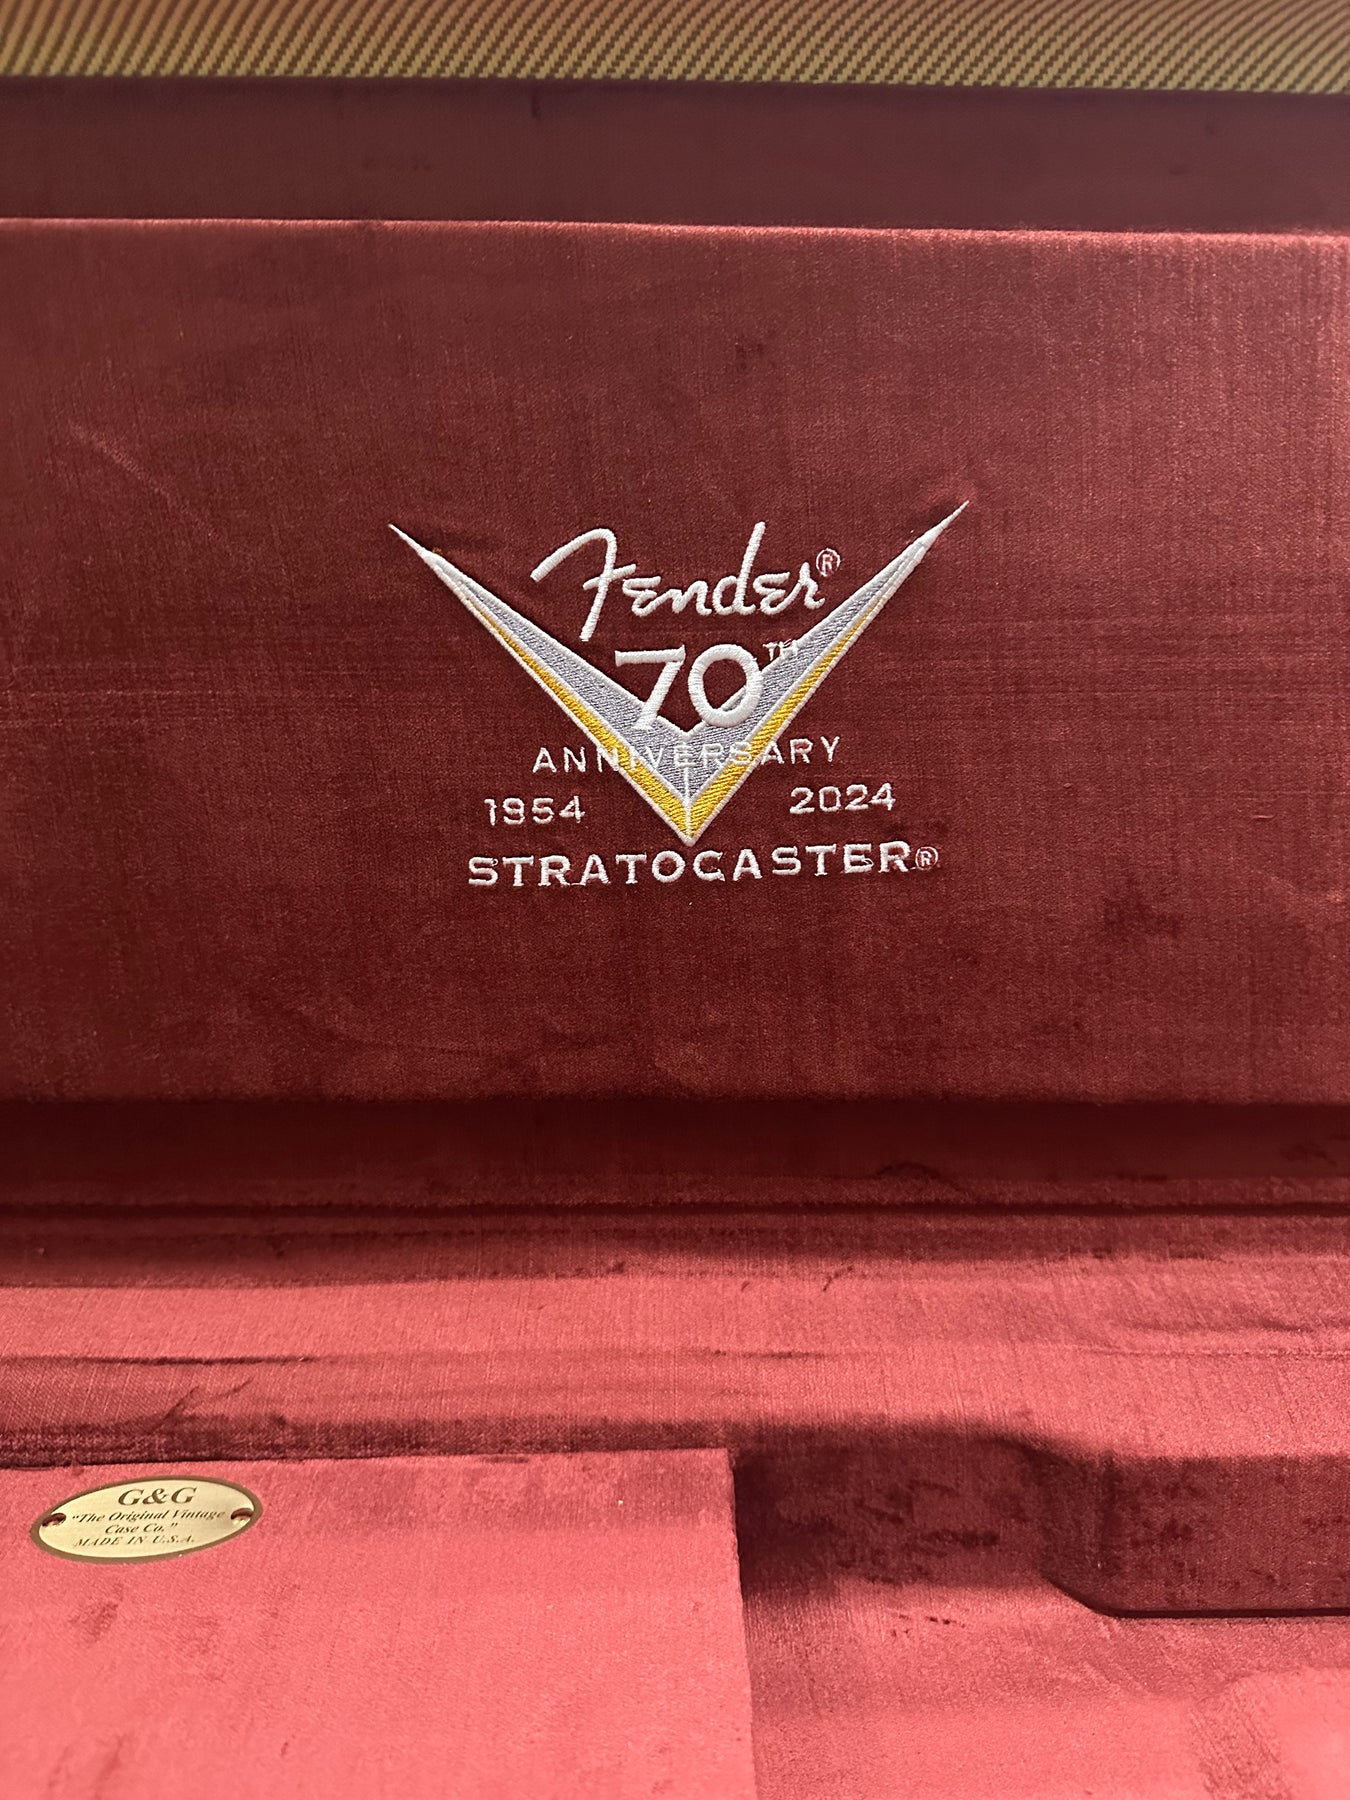 Fender®
70TH
ANNIVERSARY
1954 2024
STRATOCASTER®
G&G
"The Original Vintage
Case Co."
MADE IN U.S.A.